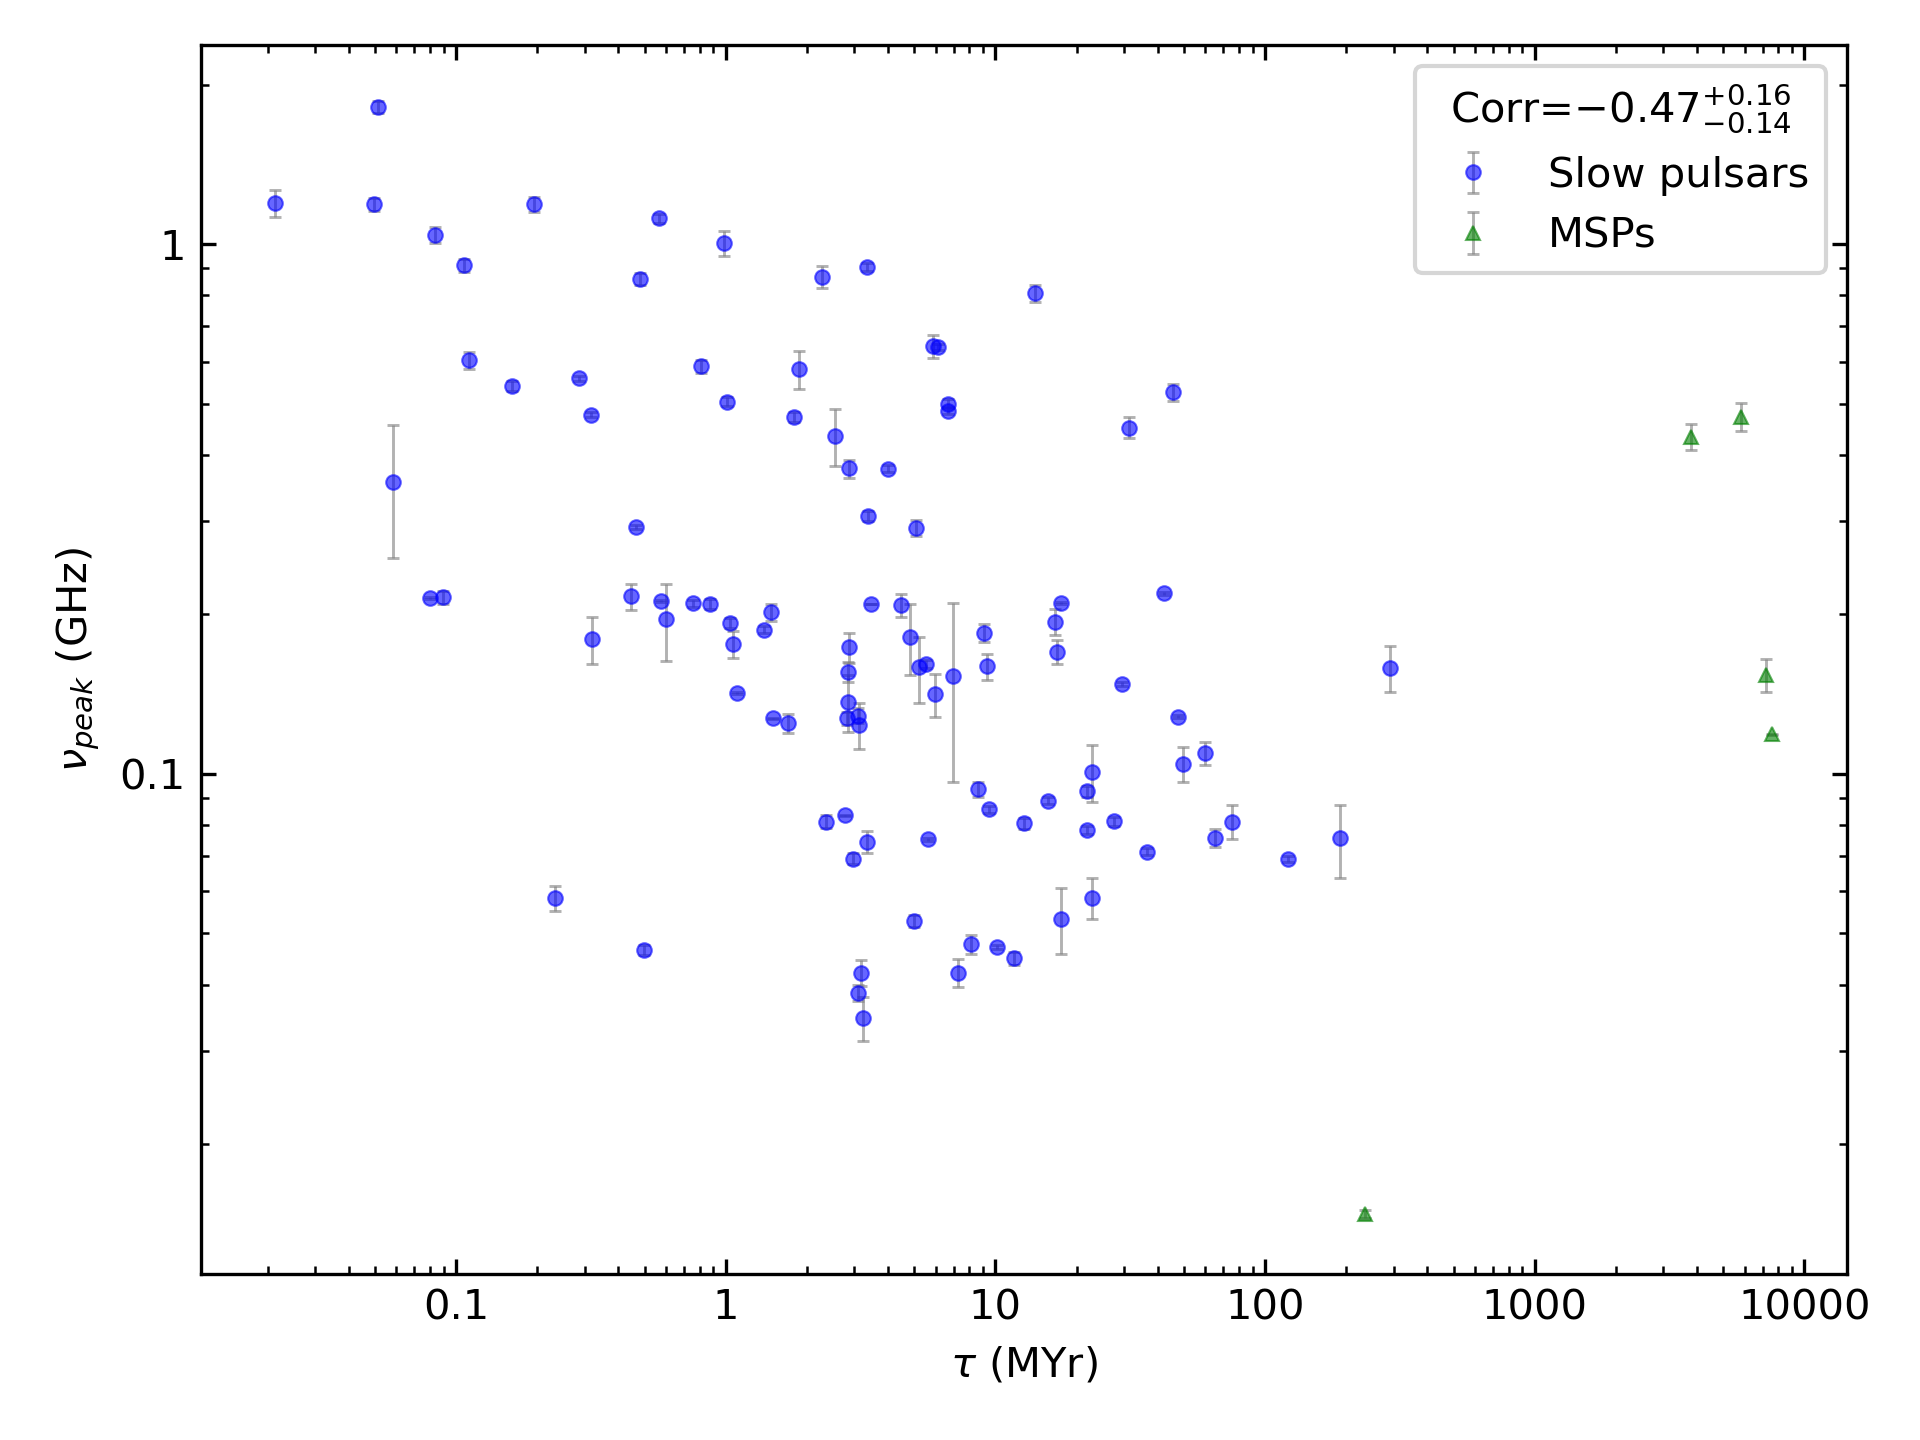 Corr=−0.47+0.16−0.14
Slow pulsars
MSPs
1
0.1
νpeak (GHz)
0.1 1 10 100 1000 10000
τ (MYr)